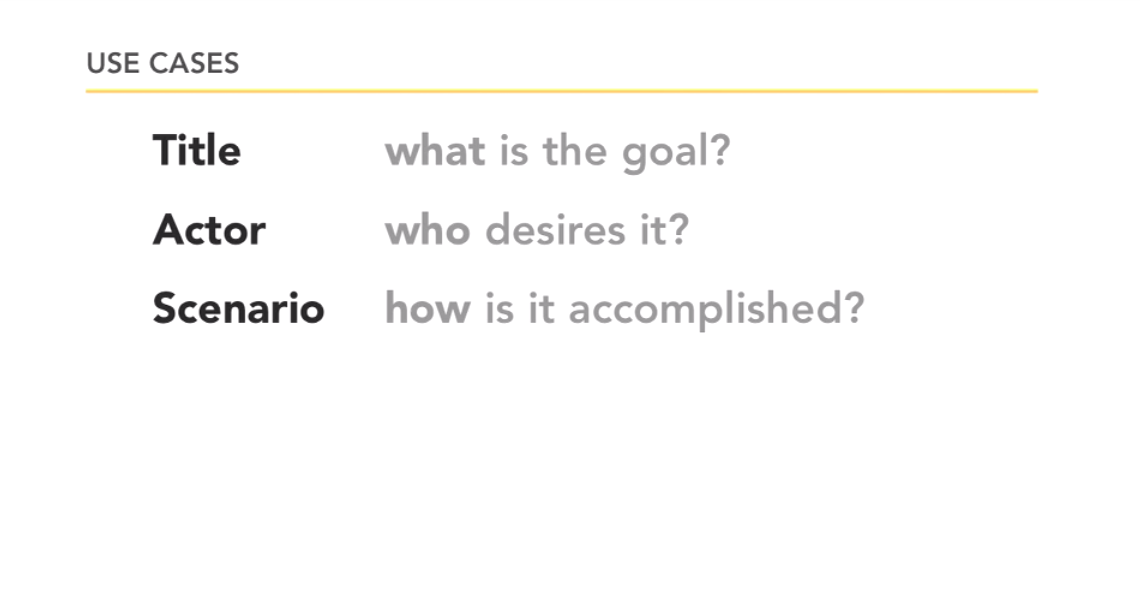 USE CASES
Title what is the goal?
Actor who desires it?
Scenario how is it accomplished?